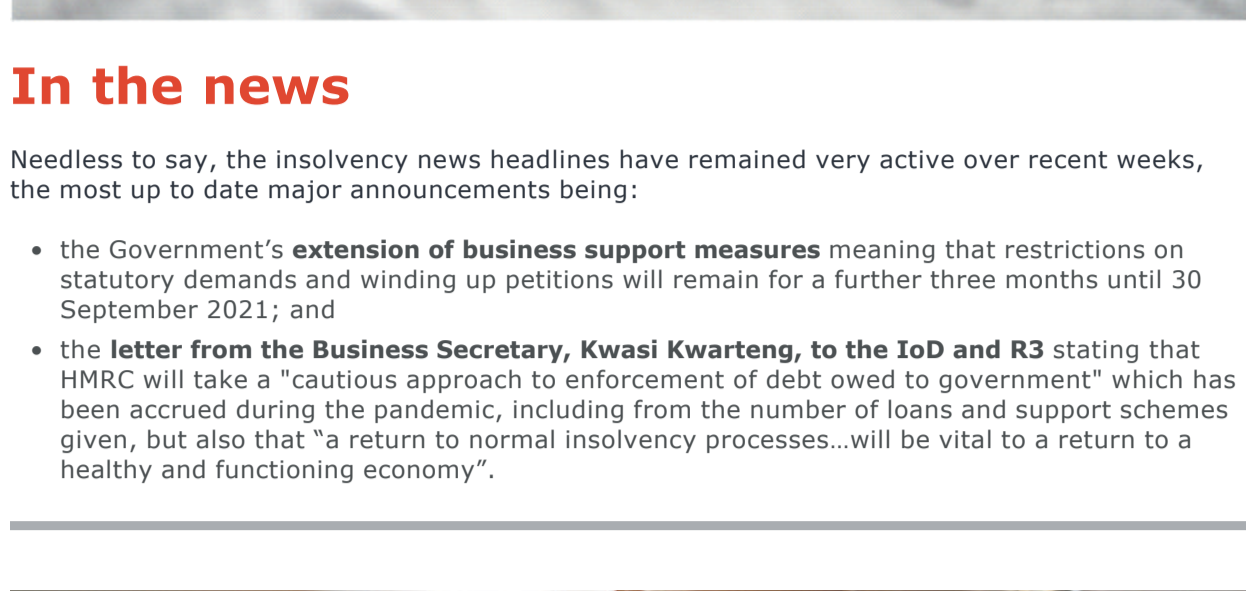 In the news
Needless to say, the insolvency news headlines have remained very active over recent weeks,
the most up to date major announcements being:
• the Government’s extension of business support measures meaning that restrictions on
statutory demands and winding up petitions will remain for a further three months until 30
September 2021; and
• the letter from the Business Secretary, Kwasi Kwarteng, to the IoD and R3 stating that
HMRC will take a "cautious approach to enforcement of debt owed to government" which has
been accrued during the pandemic, including from the number of loans and support schemes
given, but also that “a return to normal insolvency processes…will be vital to a return to a
healthy and functioning economy”.